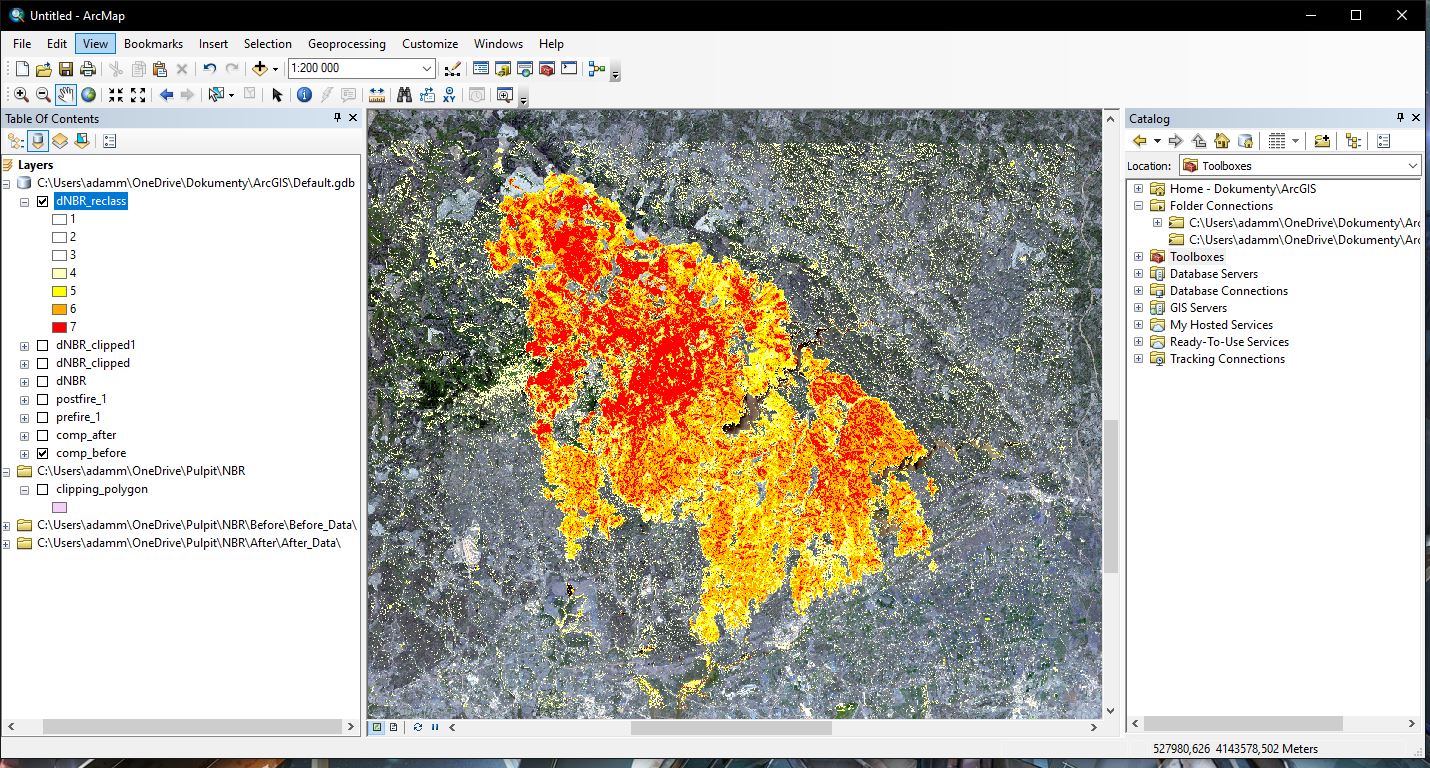 Untitled - ArcMap
File Edit View Bookmarks Insert Selection Geoprocessing Customize Windows Help
1:200 000
XY
Table Of Contents
Layers
C:\Users\adamm\OneDrive\Dokumenty\ArcGIS\Default.gdb
dNBR_reclass
1
2
3
4
5
6
7
dNBR_clipped1
dNBR_clipped
dNBR
postfire_1
prefire_1
comp_after
comp_before
C:\Users\adamm\OneDrive\Pulpit\NBR
clipping_polygon
C:\Users\adamm\OneDrive\Pulpit\NBR\Before\Before_Data\
C:\Users\adamm\OneDrive\Pulpit\NBR\After\After_Data\
Catalog
Location: Toolboxes
Home - Dokumenty\ArcGIS
Folder Connections
C:\Users\adamm\OneDrive\Dokumenty\Arc
C:\Users\adamm\OneDrive\Dokumenty\Arc
Toolboxes
Database Servers
Database Connections
GIS Servers
My Hosted Services
Ready-To-Use Services
Tracking Connections
527980,626 4143578,502 Meters